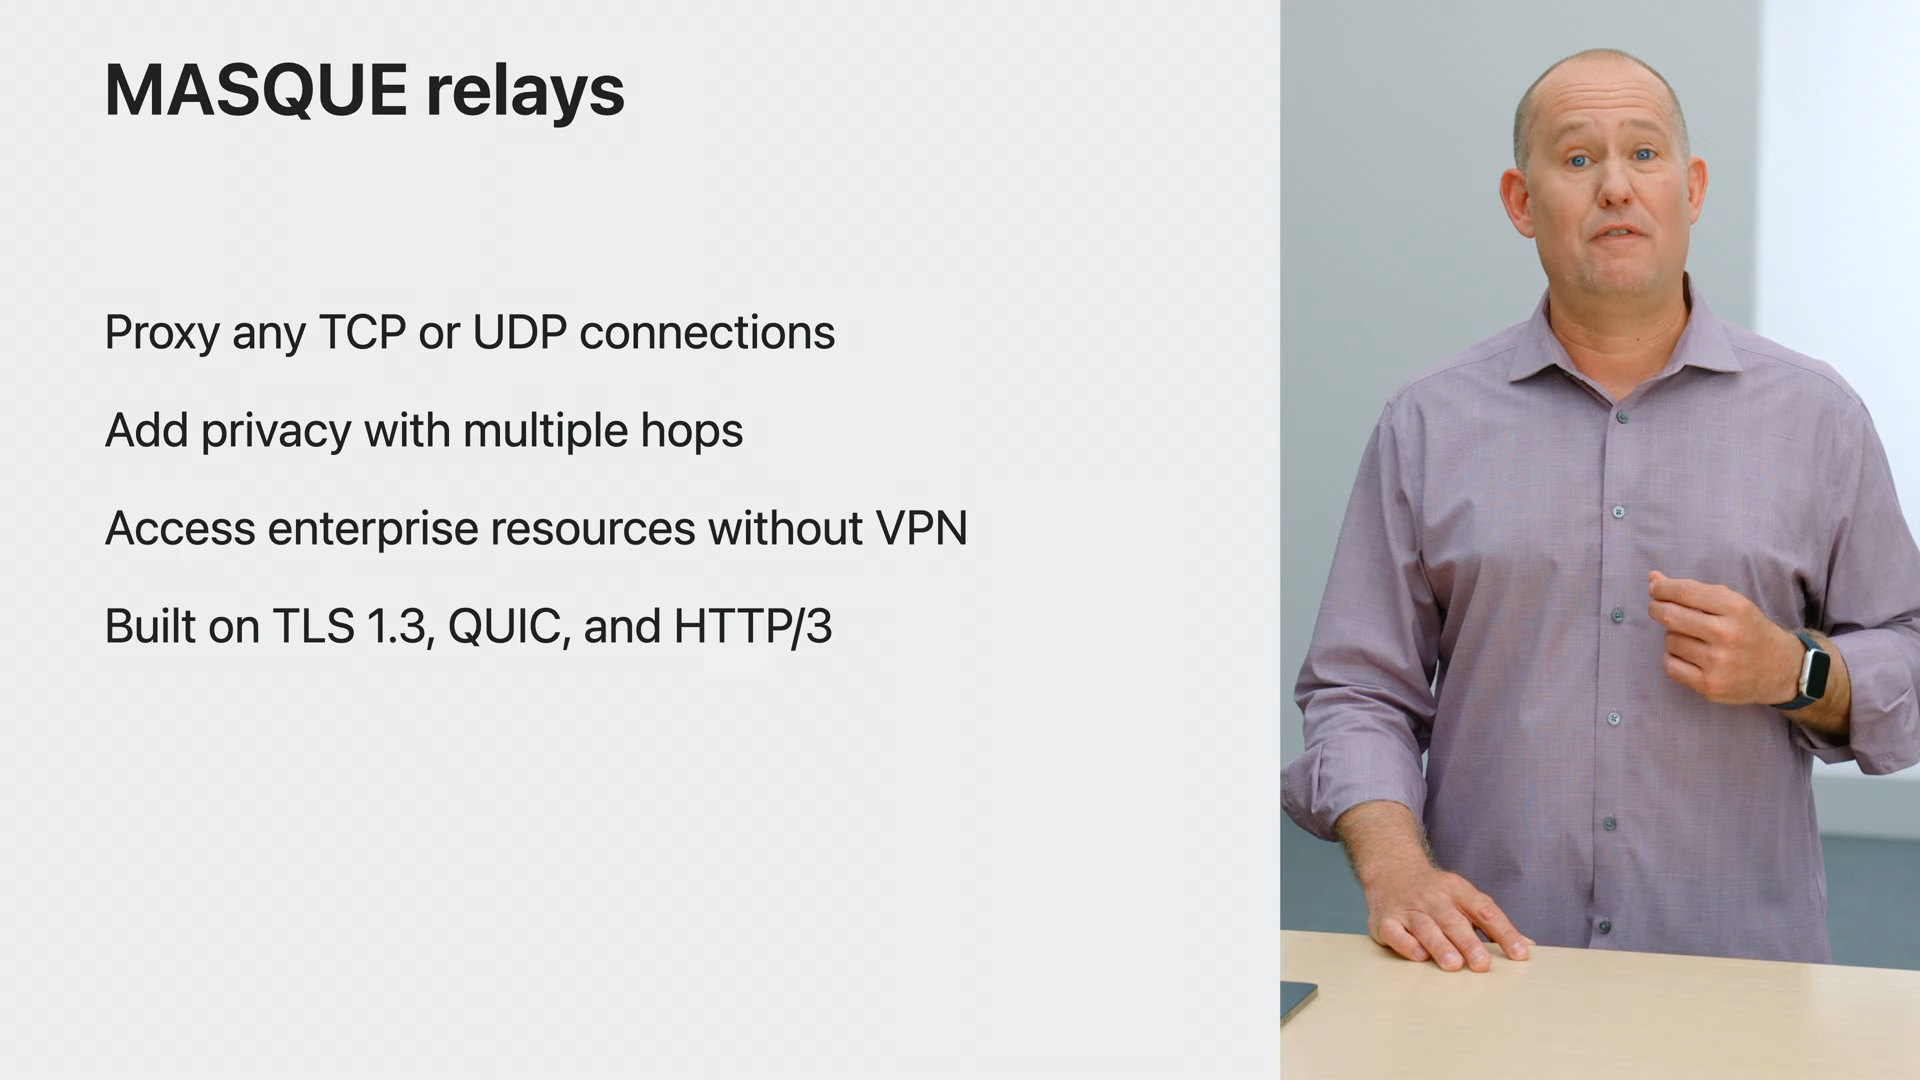 MASQUE relays
Proxy any TCP or UDP connections
Add privacy with multiple hops
Access enterprise resources without VPN
Built on TLS 1.3, QUIC, and HTTP/3